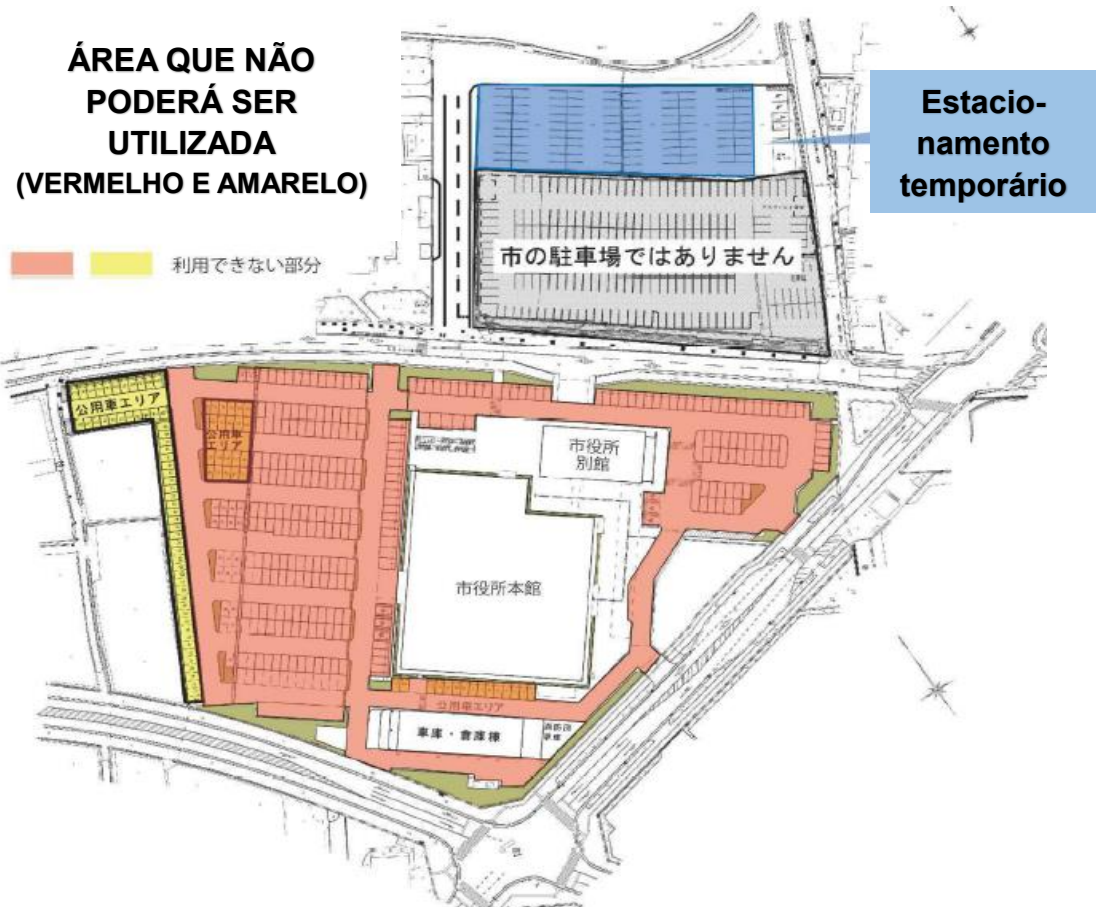 ÁREA QUE NÃO
PODERÁ SER
UTILIZADA
(VERMELHO E AMARELO)
Estacio-
namento
temporário
利用できない部分
市の駐車場ではありません
公用車エリア
公用車
エリア
市役所
別館
市役所本館
公用車エリア
車庫・倉庫棟